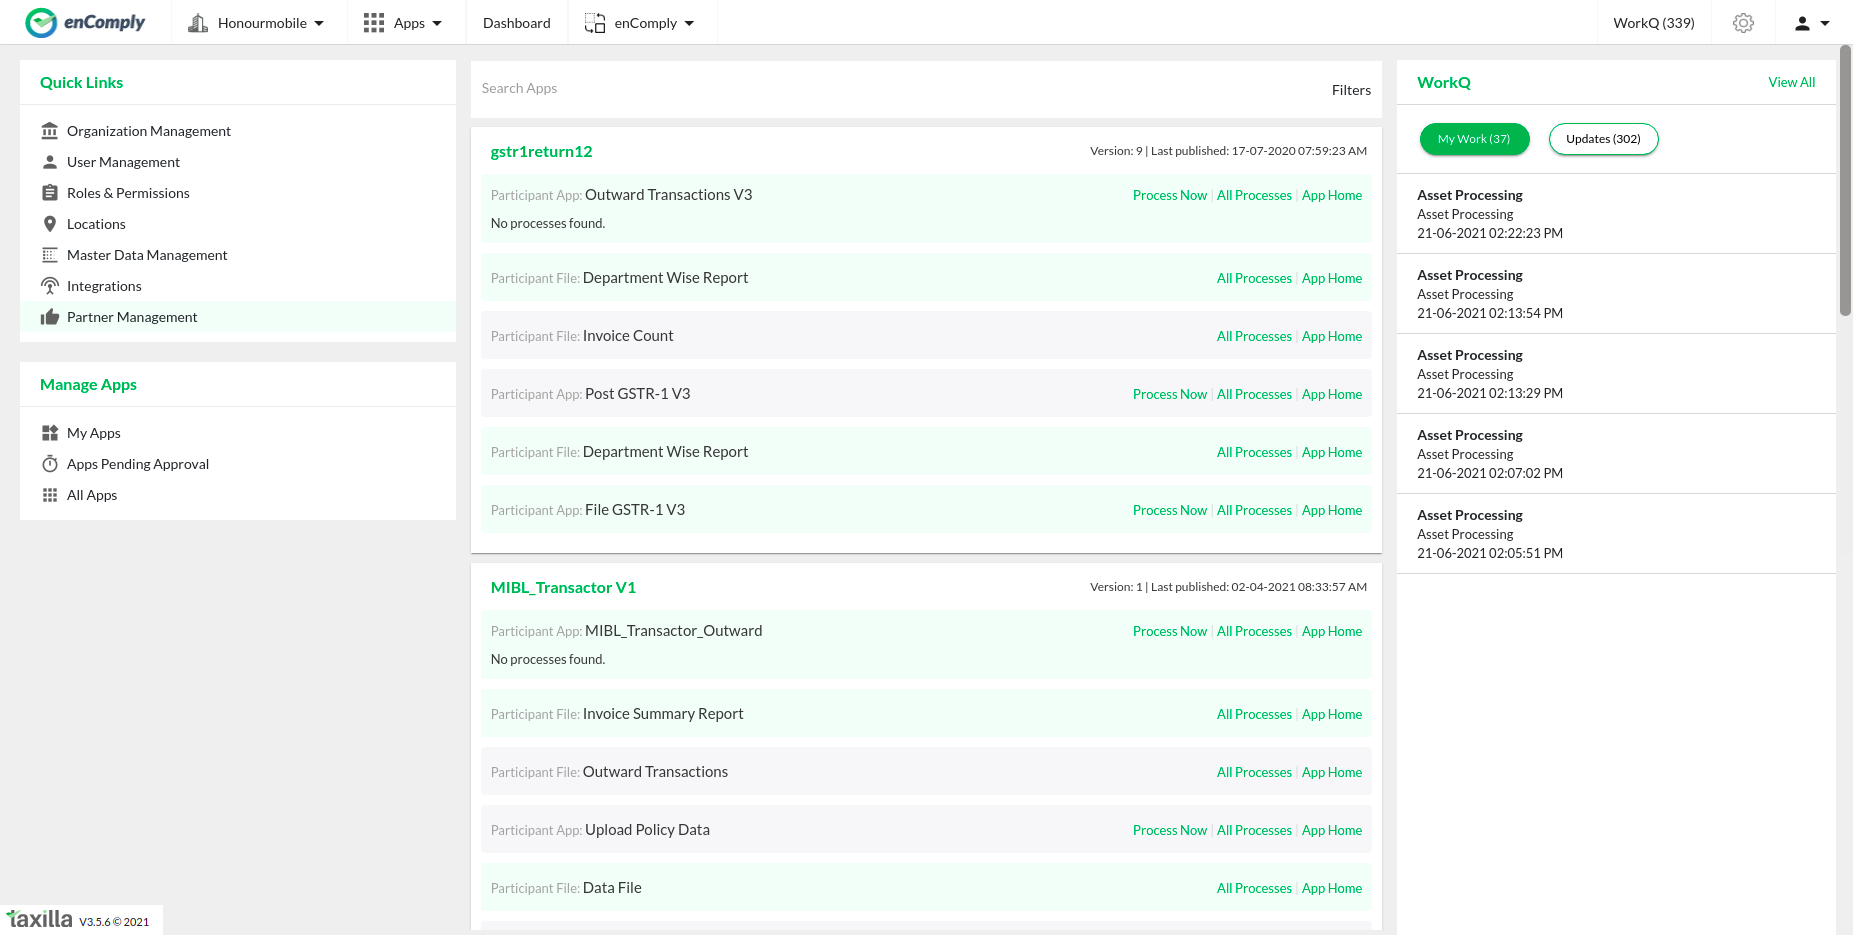 enComply
Honourmobile
Apps
Dashboard
enComply
WorkQ (339)
Quick Links
Organization Management
User Management
Roles & Permissions
Locations
Master Data Management
Integrations
Partner Management
Manage Apps
My Apps
Apps Pending Approval
All Apps
Search Apps
Filters
gstr1return12
Version: 9 | Last published: 17-07-2020 07:59:23 AM
Participant App: Outward Transactions V3
Process Now | All Processes | App Home
No processes found.
Participant File: Department Wise Report
All Processes | App Home
Participant File: Invoice Count
All Processes | App Home
Participant App: Post GSTR-1 V3
Process Now | All Processes | App Home
Participant File: Department Wise Report
All Processes | App Home
Participant App: File GSTR-1 V3
Process Now | All Processes | App Home
MIBL_Transactor V1
Version: 1 | Last published: 02-04-2021 08:33:57 AM
Participant App: MIBL_Transactor_Outward
Process Now | All Processes | App Home
No processes found.
Participant File: Invoice Summary Report
All Processes | App Home
Participant File: Outward Transactions
All Processes | App Home
Participant App: Upload Policy Data
Process Now | All Processes | App Home
Participant File: Data File
All Processes | App Home
WorkQ
View All
My Work (37)
Updates (302)
Asset Processing
Asset Processing
21-06-2021 02:22:23 PM
Asset Processing
Asset Processing
21-06-2021 02:13:54 PM
Asset Processing
Asset Processing
21-06-2021 02:13:29 PM
Asset Processing
Asset Processing
21-06-2021 02:07:02 PM
Asset Processing
Asset Processing
21-06-2021 02:05:51 PM
taxilla V3.5.6 © 2021